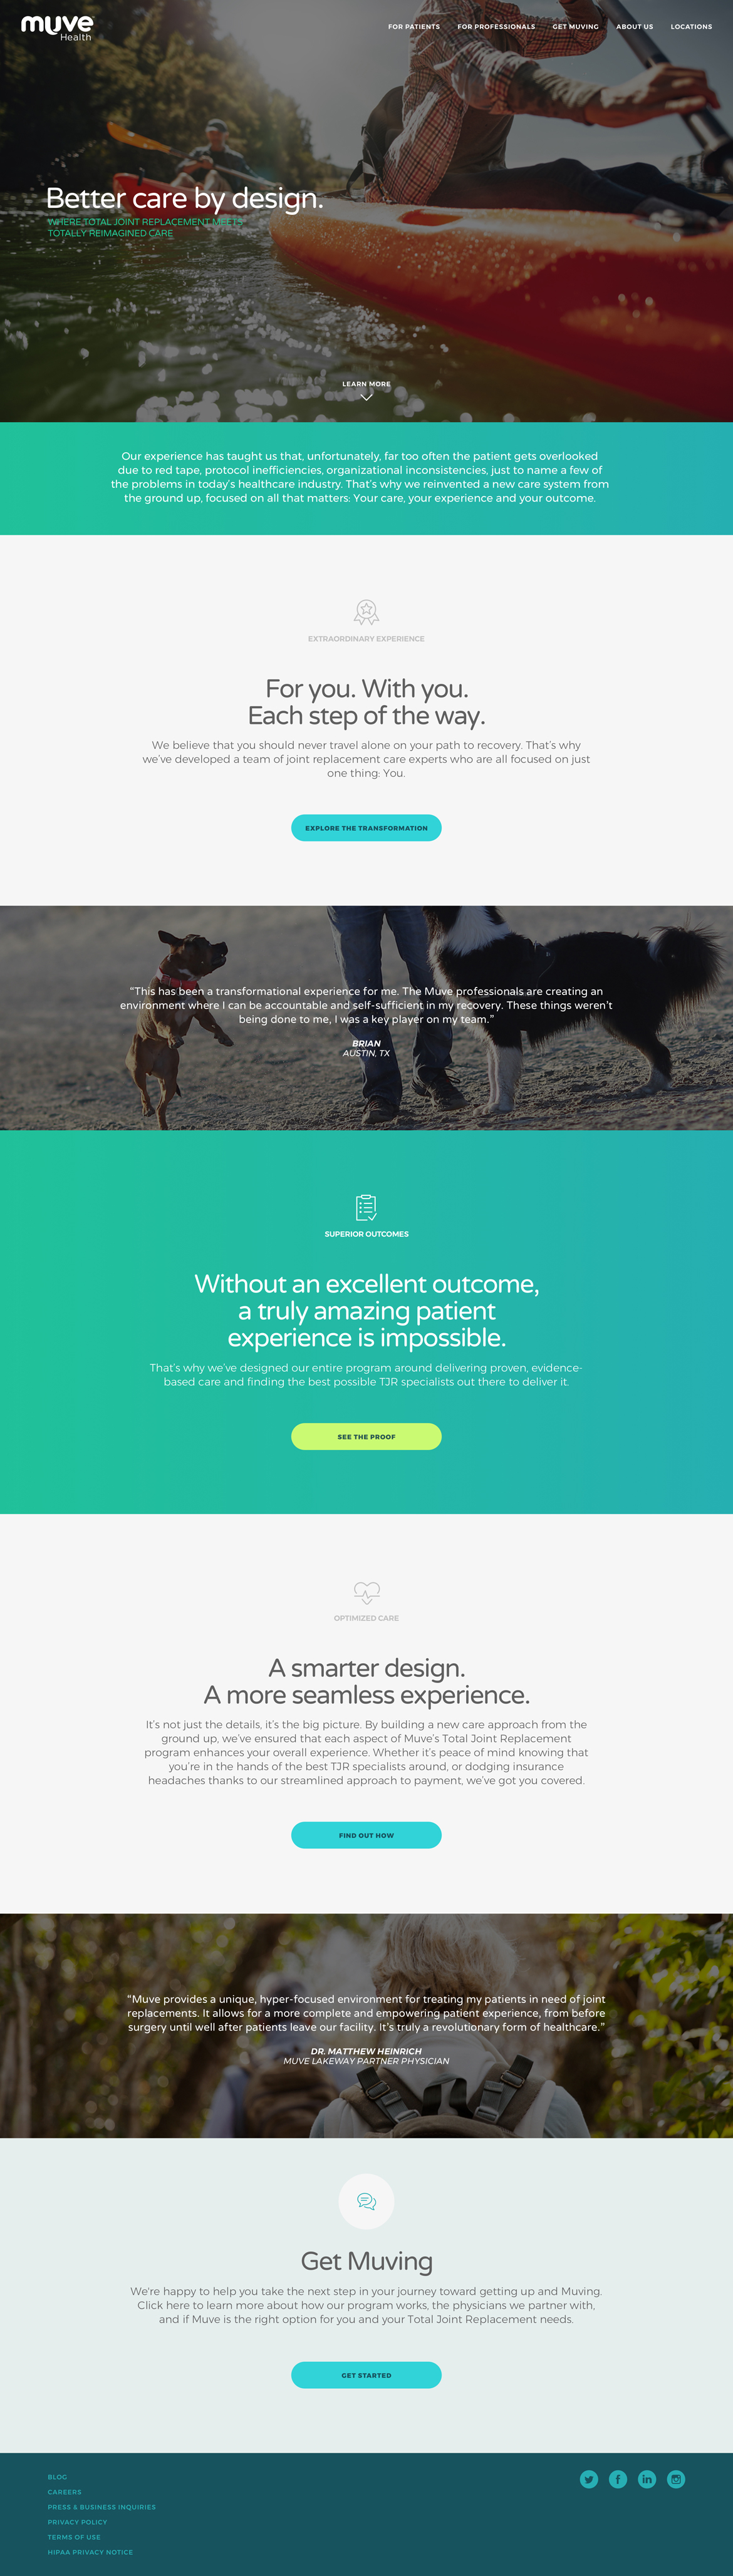 muve
Health
FOR PATIENTS FOR PROFESSIONALS GET MUVING ABOUT US LOCATIONS
Better care by design.
WHERE TOTAL JOINT REPLACEMENT MEETS
TOTALLY REIMAGINED CARE
LEARN MORE
Our experience has taught us that, unfortunately, far too often the patient gets overlooked
due to red tape, protocol inefficiencies, organizational inconsistencies, just to name a few of
the problems in today's healthcare industry. That's why we reinvented a new care system from
the ground up, focused on all that matters: Your care, your experience and your outcome.
EXTRAORDINARY EXPERIENCE
For you. With you.
Each step of the way.
We believe that you should never travel alone on your path to recovery. That's why
we've developed a team of joint replacement care experts who are all focused on just
one thing: You.
EXPLORE THE TRANSFORMATION
“This has been a transformational experience for me. The Muve professionals are creating an
environment where I can be accountable and self-sufficient in my recovery. These things weren't
being done to me, I was a key player on my team.”
BRIAN
AUSTIN, TX
SUPERIOR OUTCOMES
Without an excellent outcome,
a truly amazing patient
experience is impossible.
That's why we've designed our entire program around delivering proven, evidence-
based care and finding the best possible TJR specialists out there to deliver it.
SEE THE PROOF
OPTIMIZED CARE
A smarter design.
A more seamless experience.
It's not just the details, it's the big picture. By building a new care approach from the
ground up, we've ensured that each aspect of Muve's Total Joint Replacement
program enhances your overall experience. Whether it's peace of mind knowing that
you're in the hands of the best TJR specialists around, or dodging insurance
headaches thanks to our streamlined approach to payment, we've got you covered.
FIND OUT HOW
“Muve provides a unique, hyper-focused environment for treating my patients in need of joint
replacements. It allows for a more complete and empowering patient experience, from before
surgery until well after patients leave our facility. It's truly a revolutionary form of healthcare.”
DR. MATTHEW HEINRICH
MUVE LAKEWAY PARTNER PHYSICIAN
Get Muving
We're happy to help you take the next step in your journey toward getting up and Muving.
Click here to learn more about how our program works, the physicians we partner with,
and if Muve is the right option for you and your Total Joint Replacement needs.
GET STARTED
BLOG
CAREERS
PRESS & BUSINESS INQUIRIES
PRIVACY POLICY
TERMS OF USE
HIPAA PRIVACY NOTICE